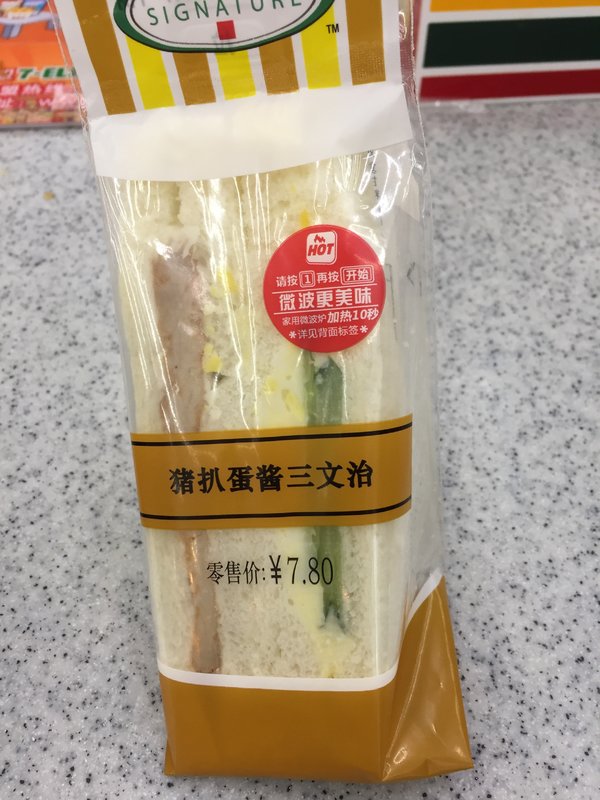 SIGNATURE
TM
7-EL
HOT
请按 1 再按 开始
微波更美味
家用微波炉加热10秒
*详见背面标签*
猪扒蛋酱三文治
零售价:¥7.80